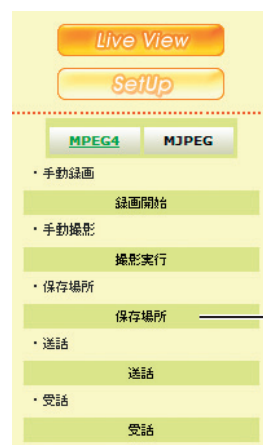 Live View
SetUp
MPEG4 MJPEG
・手動録画
録画開始
・手動撮影
撮影実行
・保存場所
保存場所
・送話
送話
・受話
受話